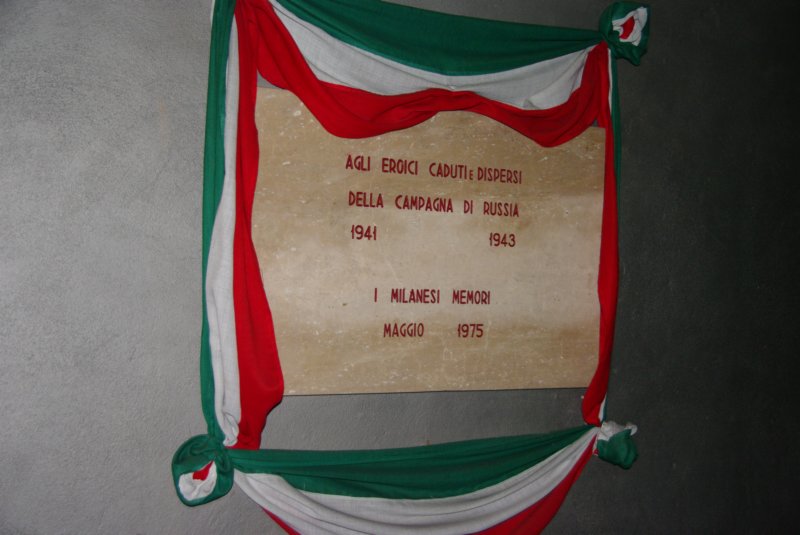 AGLI EROICI CADUTI E DISPERSI
DELLA CAMPAGNA DI RUSSIA
1941 1943
I MILANESI MEMORI
MAGGIO 1975